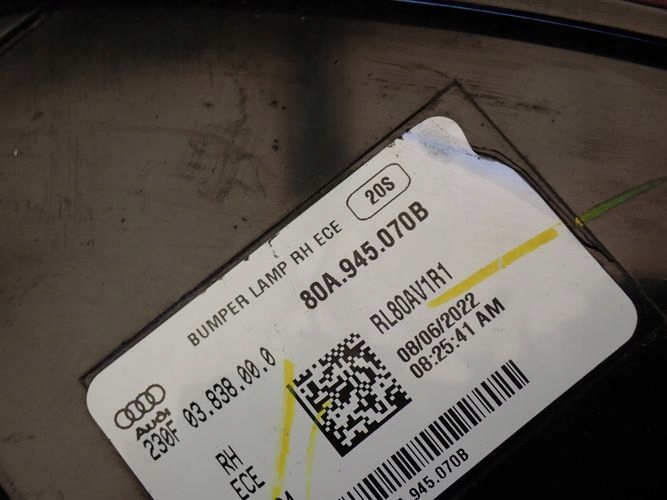 BUMPER LAMP RH ECE 20S
80A.945.070B
RL80AV1R1
08/06/2022
08:25:41 AM
Audi
230F 03.838.00.0
RH
ECE
.945.070B